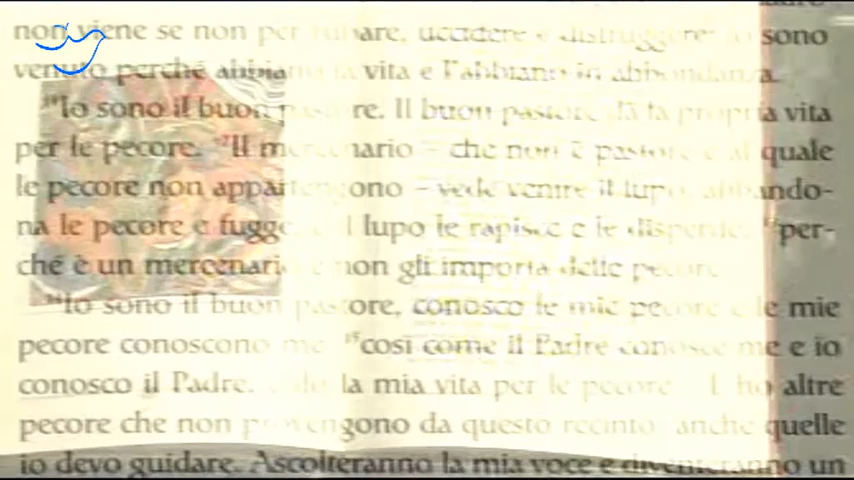 non viene se non per rubare, uccidere e distruggere: io sono
venuto perché abbiano la vita e l'abbiano in abbondanza.
¹¹Io sono il buon pastore. Il buon pastore dà la propria vita
per le pecore. ¹²Il mercenario – che non è pastore e al quale
le pecore non appartengono – vede venire il lupo, abbando-
na le pecore e fugge, e il lupo le rapisce e le disperde; ¹³per-
ché è un mercenario e non gli importa delle pecore.
¹⁴Io sono il buon pastore, conosco le mie pecore e le mie
pecore conoscono me, ¹⁵così come il Padre conosce me e io
conosco il Padre, e do la mia vita per le pecore. E ho altre
pecore che non provengono da questo recinto: anche quelle
io devo guidare. Ascolteranno la mia voce e diventeranno un